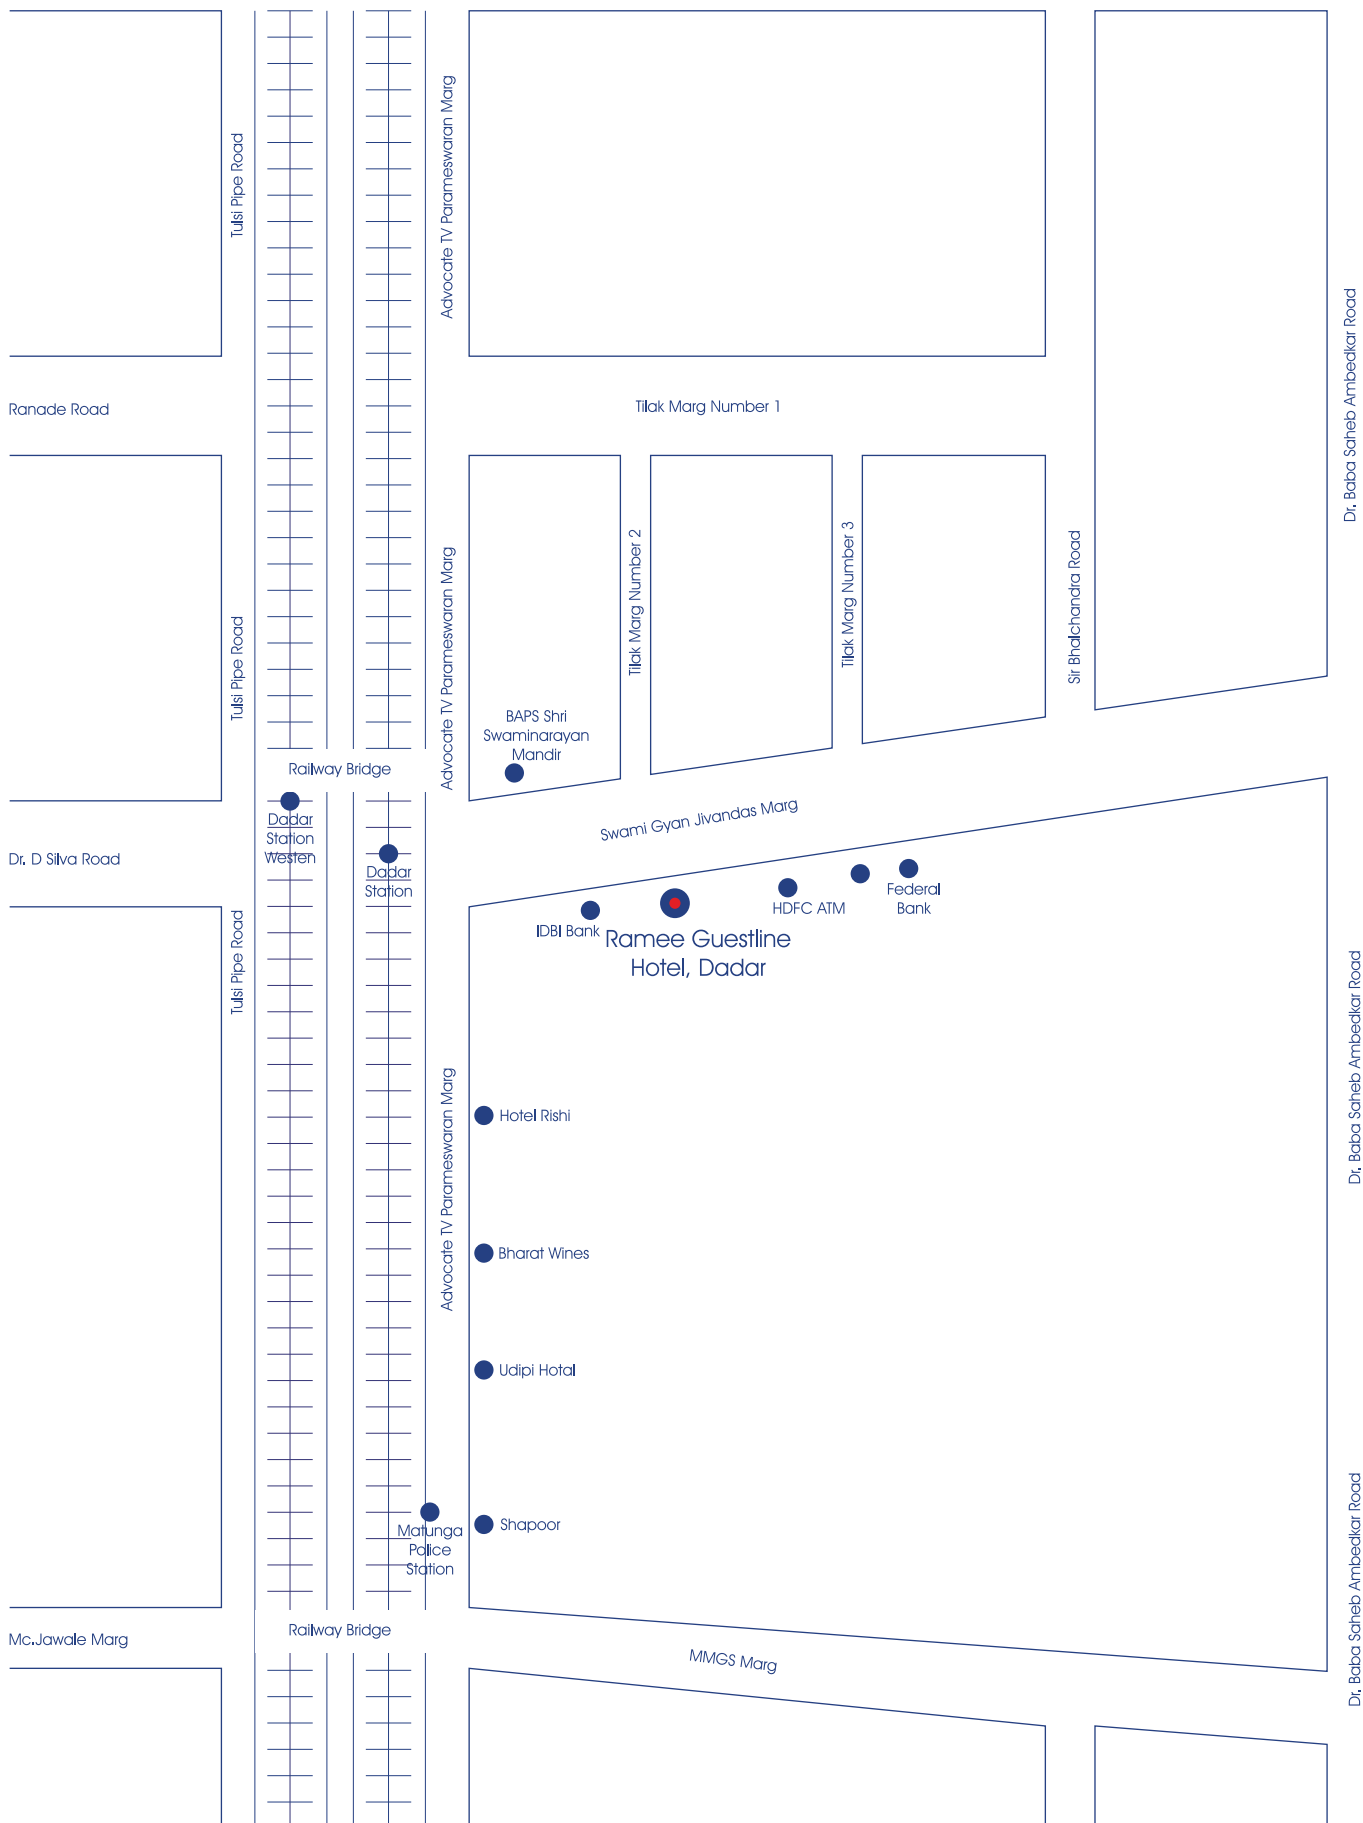 Tulsi Pipe Road
Advocate TV Parameswaran Marg
Dr. Baba Saheb Ambedkar Road
Ranade Road
Tilak Marg Number 1
Tulsi Pipe Road
Advocate TV Parameswaran Marg
Tilak Marg Number 2
Tilak Marg Number 3
Sir Bhalchandra Road
BAPS Shri
Swaminarayan
Mandir
Railway Bridge
Swami Gyan Jivandas Marg
Dadar
Station
Westen
Dr. D Silva Road
Dadar
Station
HDFC ATM
Federal
Bank
IDBI Bank
Ramee Guestline
Hotel, Dadar
Tulsi Pipe Road
Dr. Baba Saheb Ambedkar Road
Advocate TV Parameswaran Marg
Hotel Rishi
Bharat Wines
Udipi Hotal
Matunga
Police
Station
Shapoor
Dr. Baba Saheb Ambedkar Road
Mc.Jawale Marg
Railway Bridge
MMGS Marg